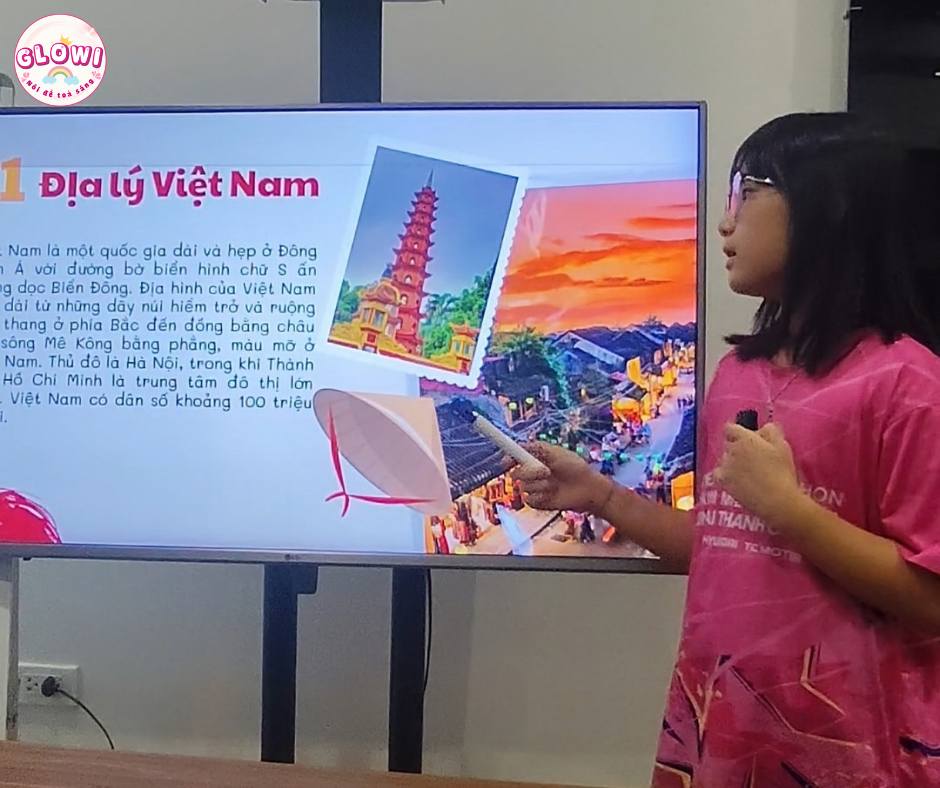 GLOWI
Nói để toả sáng
1 Địa lý Việt Nam
Nam là một quốc gia dài và hẹp ở Đông
Á với đường bờ biển hình chữ S ấn
dọc Biển Đông. Địa hình của Việt Nam
dài từ những dãy núi hiểm trở và ruộng
thang ở phía Bắc đến đồng bằng châu
sông Mê Kông bằng phẳng, màu mỡ ở
Nam. Thủ đô là Hà Nội, trong khi Thành
Hồ Chí Minh là trung tâm đô thị lớn
Việt Nam có dân số khoảng 100 triệu
LG
HYUNDAI TC MOTOR